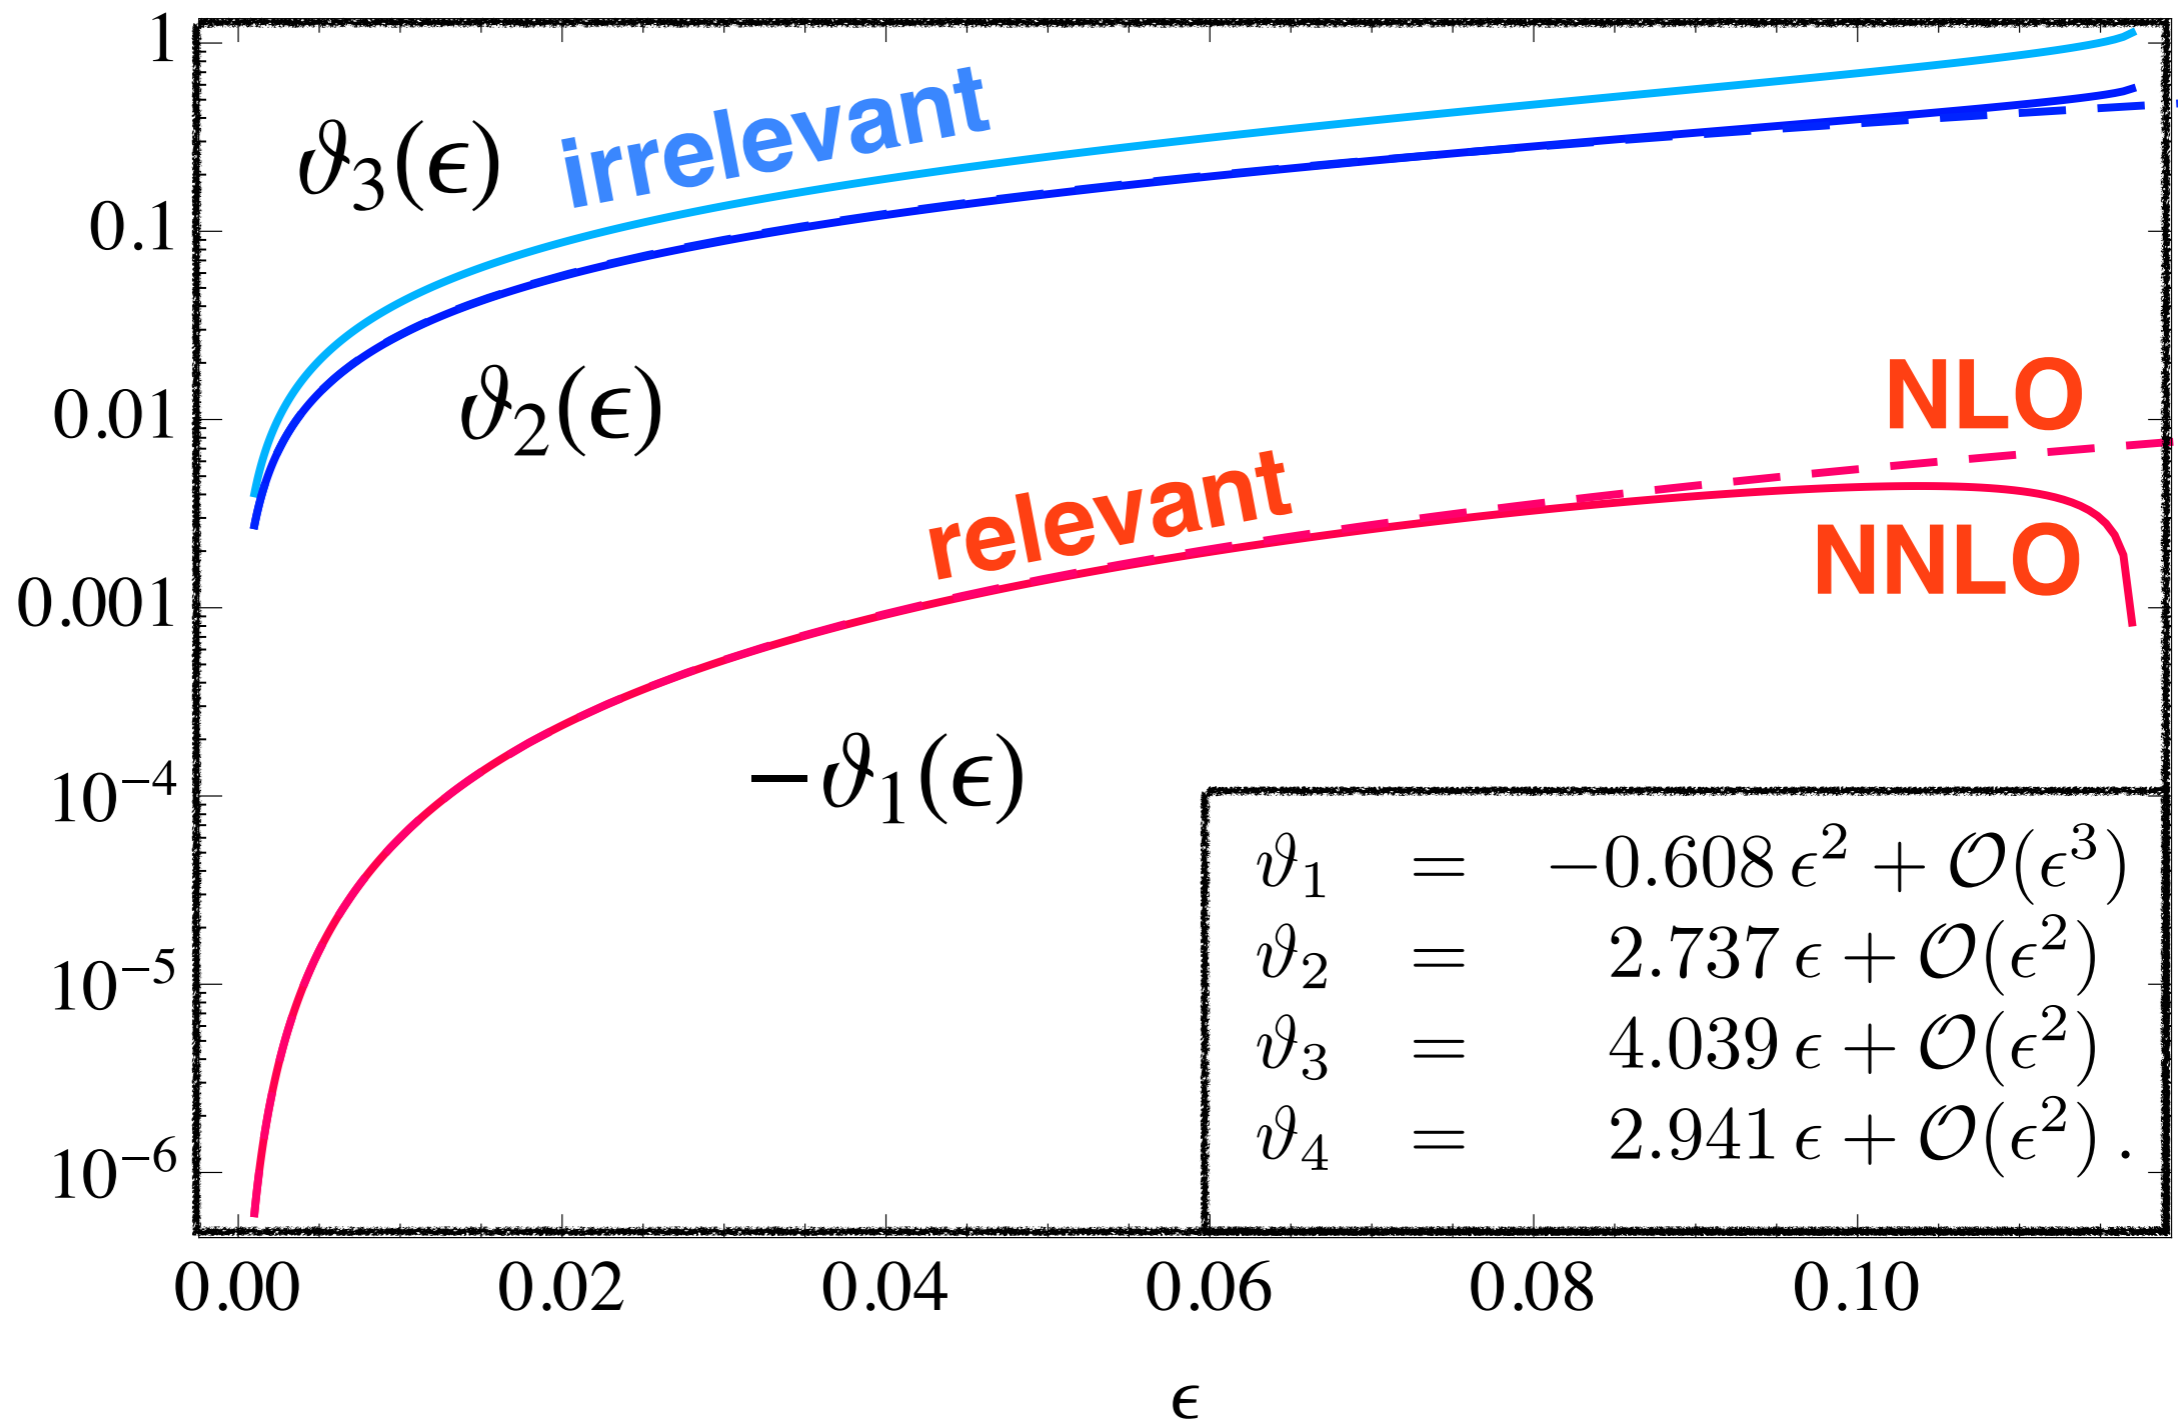 1
ϑ₃(ϵ) irrelevant
0.1
ϑ₂(ϵ)
0.01
NLO
relevant
NNLO
0.001
−ϑ₁(ϵ)
10⁻⁴
10⁻⁵
10⁻⁶
ϑ₁ = −0.608 ϵ² + 𝒪(ϵ³)
ϑ₂ = 2.737 ϵ + 𝒪(ϵ²)
ϑ₃ = 4.039 ϵ + 𝒪(ϵ²)
ϑ₄ = 2.941 ϵ + 𝒪(ϵ²) .
0.00 0.02 0.04 0.06 0.08 0.10
ϵ